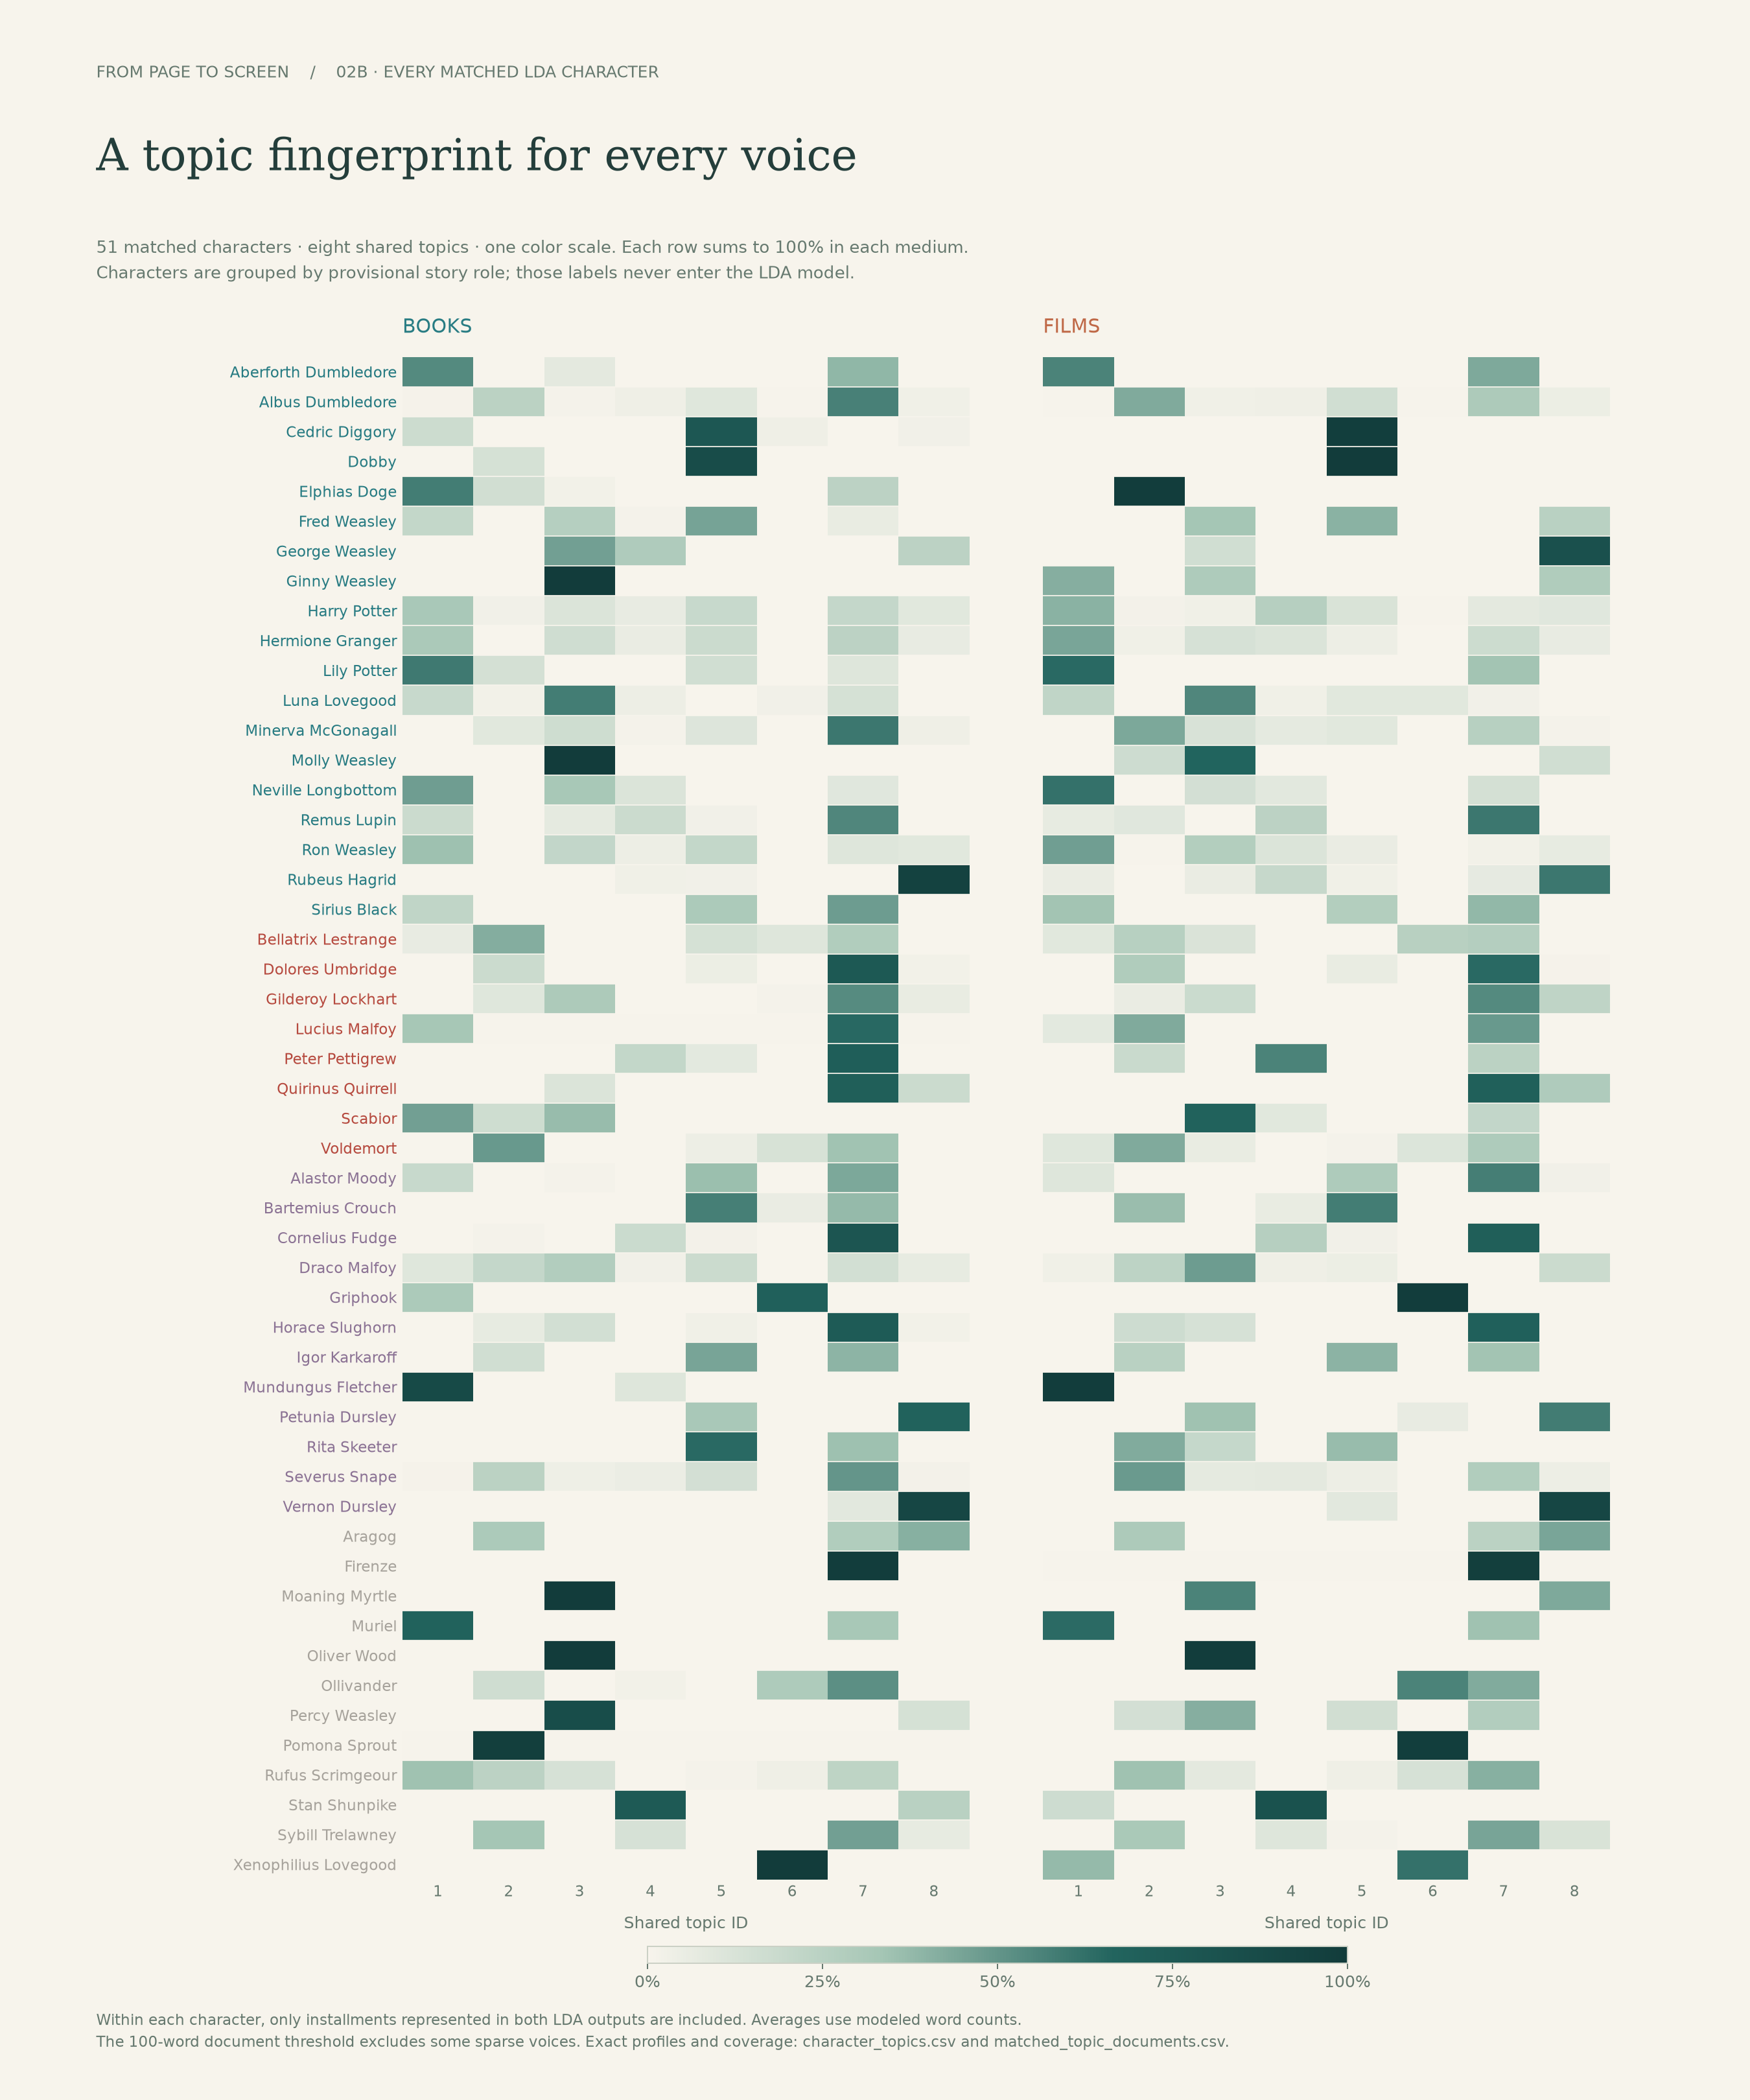 FROM PAGE TO SCREEN / 02B · EVERY MATCHED LDA CHARACTER
A topic fingerprint for every voice
51 matched characters · eight shared topics · one color scale. Each row sums to 100% in each medium.
Characters are grouped by provisional story role; those labels never enter the LDA model.
BOOKS FILMS
Aberforth Dumbledore
Albus Dumbledore
Cedric Diggory
Dobby
Elphias Doge
Fred Weasley
George Weasley
Ginny Weasley
Harry Potter
Hermione Granger
Lily Potter
Luna Lovegood
Minerva McGonagall
Molly Weasley
Neville Longbottom
Remus Lupin
Ron Weasley
Rubeus Hagrid
Sirius Black
Bellatrix Lestrange
Dolores Umbridge
Gilderoy Lockhart
Lucius Malfoy
Peter Pettigrew
Quirinus Quirrell
Scabior
Voldemort
Alastor Moody
Bartemius Crouch
Cornelius Fudge
Draco Malfoy
Griphook
Horace Slughorn
Igor Karkaroff
Mundungus Fletcher
Petunia Dursley
Rita Skeeter
Severus Snape
Vernon Dursley
Aragog
Firenze
Moaning Myrtle
Muriel
Oliver Wood
Ollivander
Percy Weasley
Pomona Sprout
Rufus Scrimgeour
Stan Shunpike
Sybill Trelawney
Xenophilius Lovegood
1 2 3 4 5 6 7 8 1 2 3 4 5 6 7 8
Shared topic ID Shared topic ID
0% 25% 50% 75% 100%
Within each character, only installments represented in both LDA outputs are included. Averages use modeled word counts.
The 100-word document threshold excludes some sparse voices. Exact profiles and coverage: character_topics.csv and matched_topic_documents.csv.